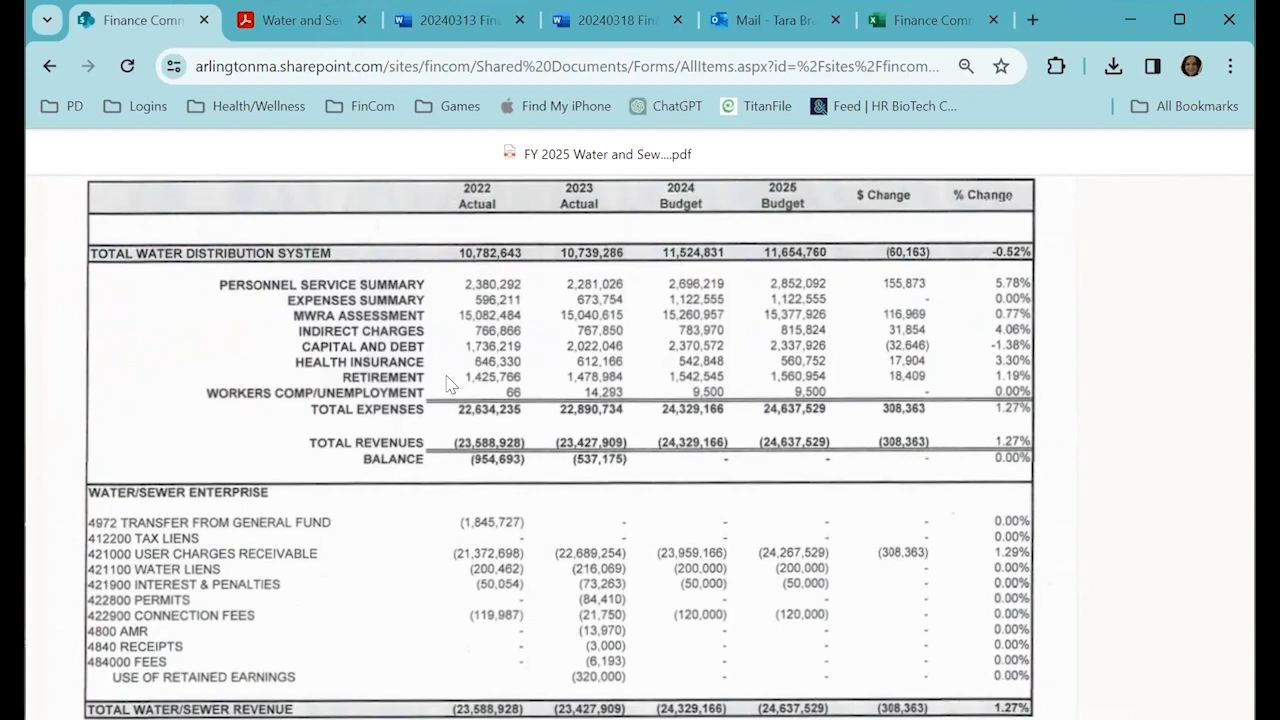 Finance Comm
Water and Se
20240313 Fin
20240318 Fin
Mail - Tara Br
Finance Comr
arlingtonma.sharepoint.com/sites/fincom/Shared%20Documents/Forms/AllItems.aspx?id=%2Fsites%2Ffincom...
PD Logins Health/Wellness FinCom Games Find My iPhone ChatGPT TitanFile Feed | HR BioTech C... All Bookmarks
FY 2025 Water and Sew....pdf
2022 2023 2024 2025
Actual Actual Budget Budget $ Change % Change
TOTAL WATER DISTRIBUTION SYSTEM 10,782,643 10,739,286 11,524,831 11,654,760 (60,163) -0.52%
PERSONNEL SERVICE SUMMARY 2,380,292 2,281,026 2,696,219 2,852,092 155,873 5.78%
EXPENSES SUMMARY 596,211 673,754 1,122,555 1,122,555 - 0.00%
MWRA ASSESSMENT 15,082,484 15,040,615 15,260,957 15,377,926 116,969 0.77%
INDIRECT CHARGES 766,866 767,850 783,970 815,824 31,854 4.06%
CAPITAL AND DEBT 1,736,219 2,022,046 2,370,572 2,337,926 (32,646) -1.38%
HEALTH INSURANCE 646,330 612,166 542,848 560,752 17,904 3.30%
RETIREMENT 1,425,766 1,478,984 1,542,545 1,560,954 18,409 1.19%
WORKERS COMP/UNEMPLOYMENT 66 14,293 9,500 9,500 - 0.00%
TOTAL EXPENSES 22,634,235 22,890,734 24,329,166 24,637,529 308,363 1.27%
TOTAL REVENUES (23,588,928) (23,427,909) (24,329,166) (24,637,529) (308,363) 1.27%
BALANCE (954,693) (537,175) - - - 0.00%
WATER/SEWER ENTERPRISE
4972 TRANSFER FROM GENERAL FUND (1,845,727) - - - - 0.00%
412200 TAX LIENS - - - - - 0.00%
421000 USER CHARGES RECEIVABLE (21,372,698) (22,689,254) (23,959,166) (24,267,529) (308,363) 1.29%
421100 WATER LIENS (200,462) (216,069) (200,000) (200,000) - 0.00%
421900 INTEREST & PENALTIES (50,054) (73,263) (50,000) (50,000) - 0.00%
422800 PERMITS - (84,410) - - - 0.00%
422900 CONNECTION FEES (119,987) (21,750) (120,000) (120,000) - 0.00%
4800 AMR - (13,970) - - - 0.00%
4840 RECEIPTS - (3,000) - - - 0.00%
484000 FEES - (6,193) - - - 0.00%
USE OF RETAINED EARNINGS (320,000) - - - 0.00%
TOTAL WATER/SEWER REVENUE (23,588,928) (23,427,909) (24,329,166) (24,637,529) (308,363) 1.27%